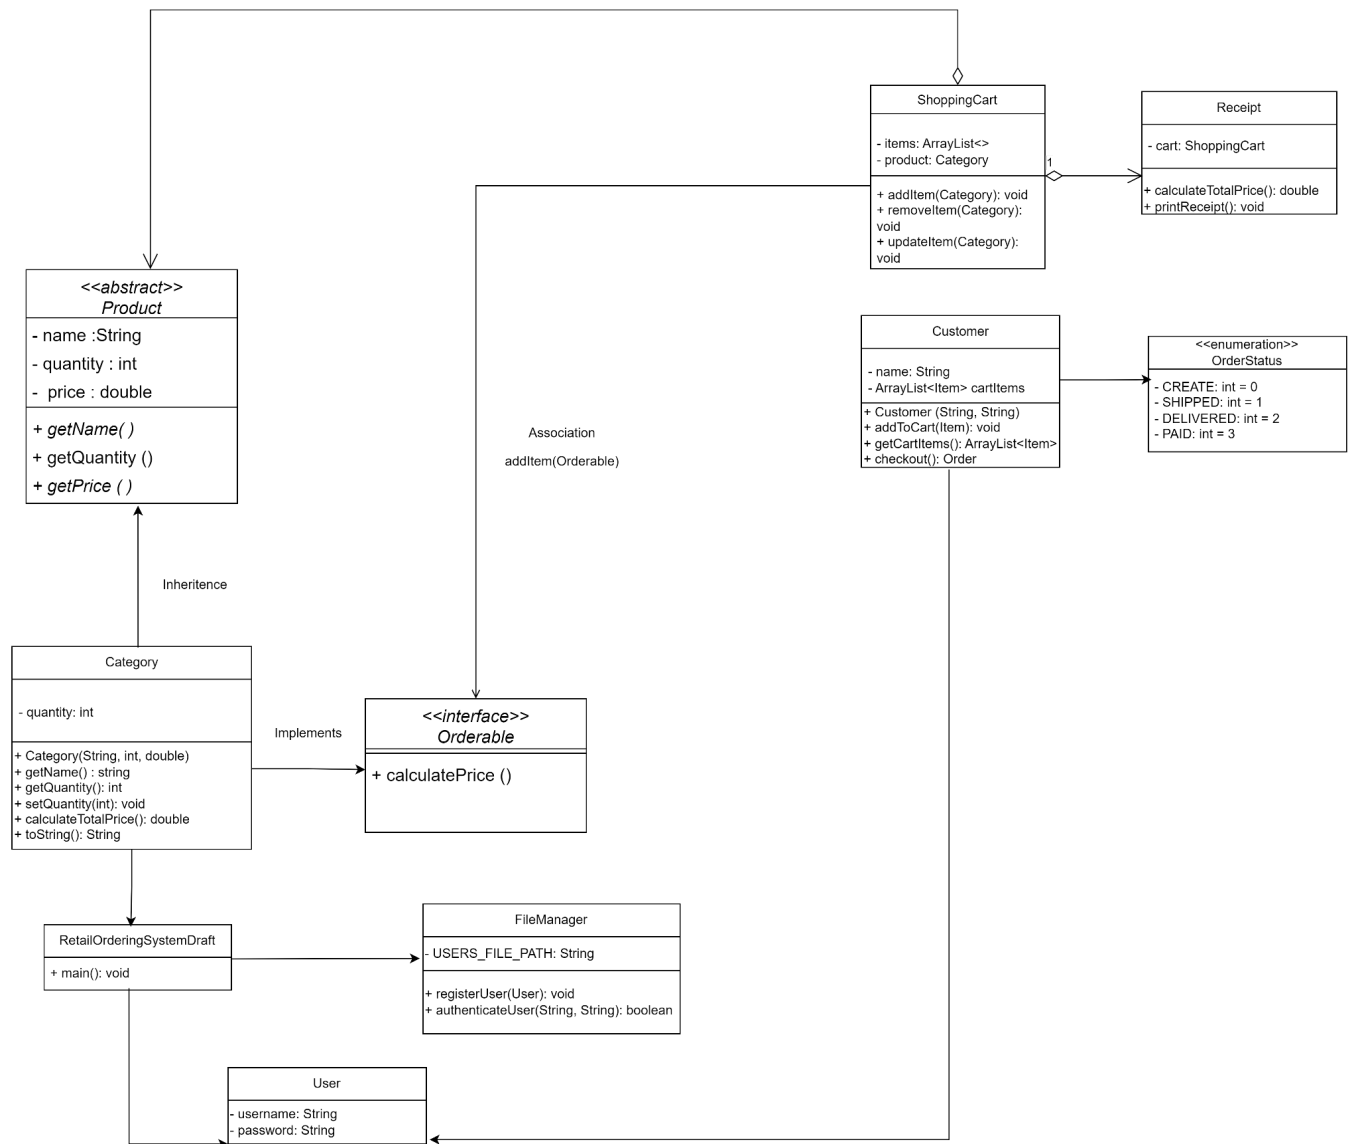 ShoppingCart
- items: ArrayList<>
- product: Category
+ addItem(Category): void
+ removeItem(Category):
void
+ updateItem(Category):
void
1
Receipt
- cart: ShoppingCart
+ calculateTotalPrice(): double
+ printReceipt(): void
<<abstract>>
Product
- name :String
- quantity : int
- price : double
+ getName( )
+ getQuantity ()
+ getPrice ( )
Customer
- name: String
- ArrayList<Item> cartItems
+ Customer (String, String)
+ addToCart(Item): void
+ getCartItems(): ArrayList<Item>
+ checkout(): Order
<<enumeration>>
OrderStatus
- CREATE: int = 0
- SHIPPED: int = 1
- DELIVERED: int = 2
- PAID: int = 3
Association
addItem(Orderable)
Inheritence
Category
- quantity: int
+ Category(String, int, double)
+ getName() : string
+ getQuantity(): int
+ setQuantity(int): void
+ calculateTotalPrice(): double
+ toString(): String
Implements
<<interface>>
Orderable
+ calculatePrice ()
RetailOrderingSystemDraft
+ main(): void
FileManager
- USERS_FILE_PATH: String
+ registerUser(User): void
+ authenticateUser(String, String): boolean
User
- username: String
- password: String